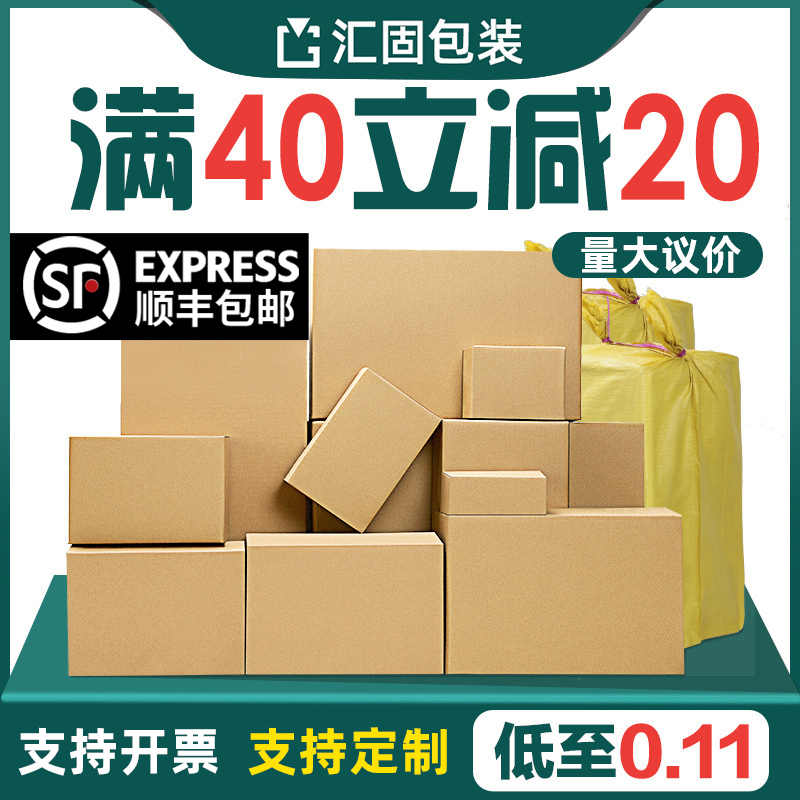 汇固包装
满40立减20
SF
EXPRESS
顺丰包邮
量大议价
支持开票 支持定制 低至0.11